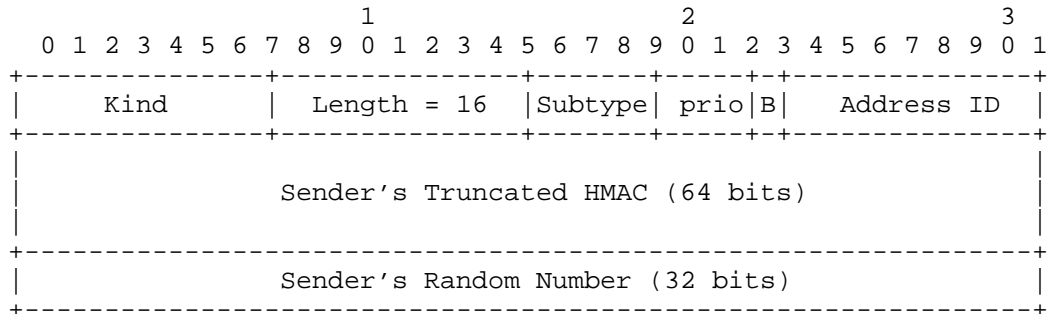 1 2 3
0 1 2 3 4 5 6 7 8 9 0 1 2 3 4 5 6 7 8 9 0 1 2 3 4 5 6 7 8 9 0 1
+---------------+---------------+-------+-----+-+---------------+
| Kind | Length = 16 |Subtype| prio|B| Address ID |
+---------------+---------------+-------+-----+-+---------------+
| |
| Sender's Truncated HMAC (64 bits) |
| |
+---------------------------------------------------------------+
| Sender's Random Number (32 bits) |
+---------------------------------------------------------------+